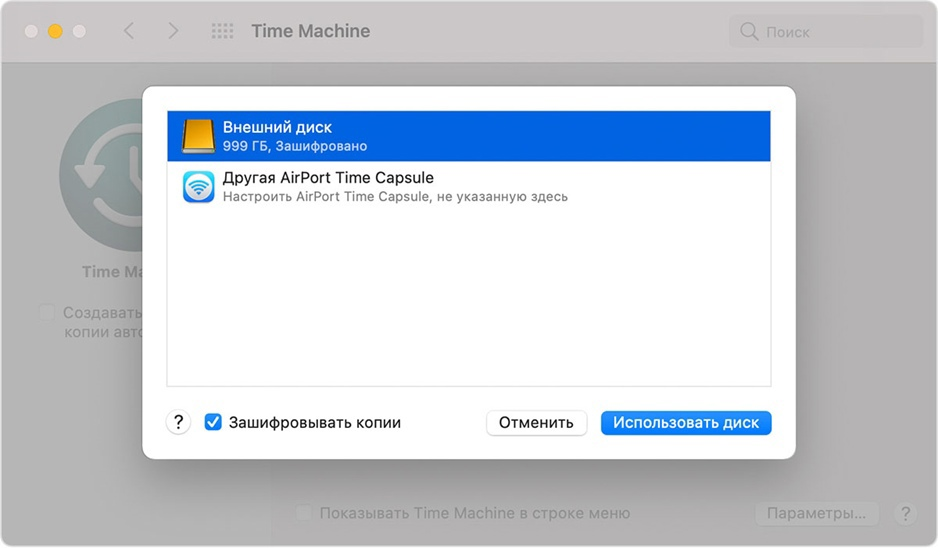 Time Machine
Поиск
Внешний диск
999 ГБ, Зашифровано
Другая AirPort Time Capsule
Настроить AirPort Time Capsule, не указанную здесь
Time Ma
Создавать
копии авто
?
Зашифровывать копии
Отменить
Использовать диск
Показывать Time Machine в строке меню
Параметры...
?